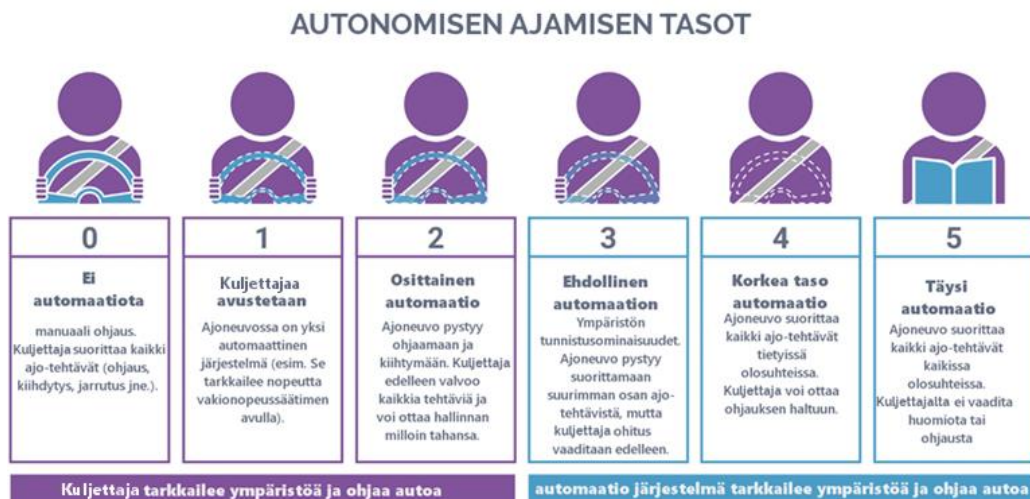 AUTONOMISEN AJAMISEN TASOT
0
Ei
automaatiota
manuaali ohjaus.
Kuljettaja suorittaa kaikki
ajo-tehtävät (ohjaus,
kiihdytys, jarrutus jne.).
1
Kuljettajaa
avustetaan
Ajoneuvossa on yksi
automaattinen
järjestelmä (esim. Se
tarkkailee nopeutta
vakionopeussäätimen
avulla).
2
Osittainen
automaatio
Ajoneuvo pystyy
ohjaamaan ja
kiihtymään. Kuljettaja
edelleen valvoo
kaikkia tehtäviä ja
voi ottaa hallinnan
milloin tahansa.
3
Ehdollinen
automaation
Ympäristön
tunnistusominaisuudet.
Ajoneuvo pystyy
suorittamaan
suurimman osan ajo-
tehtävistä, mutta
kuljettaja ohitus
vaaditaan edelleen.
4
Korkea taso
automaatio
Ajoneuvo suorittaa
kaikki ajo-tehtävät
tietyissä
olosuhteissa.
Kuljettaja voi ottaa
ohjauksen haltuun.
5
Täysi
automaatio
Ajoneuvo suorittaa
kaikki ajo-tehtävät
kaikissa
olosuhteissa.
Kuljettajalta ei vaadita
huomiota tai
ohjausta
Kuljettaja tarkkailee ympäristöä ja ohjaa autoa
automaatio järjestelmä tarkkailee ympäristöä ja ohjaa autoa